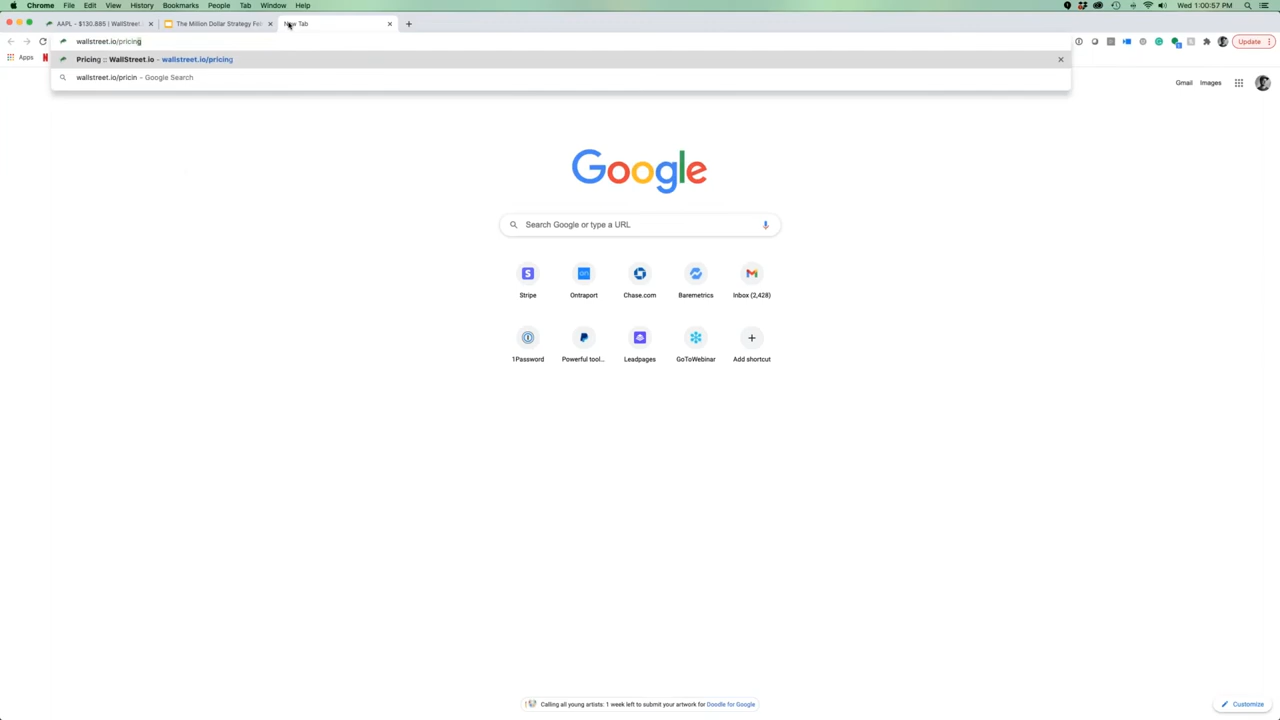 Chrome File Edit View History Bookmarks People Tab Window Help Wed 1:00:57 PM
AAPL - $130.885 | WallStreet. The Million Dollar Strategy Fe New Tab
wallstreet.io/pricing Update
Pricing :: WallStreet.io - wallstreet.io/pricing
Apps
wallstreet.io/pricin - Google Search
Gmail Images
Google
Search Google or type a URL
Stripe Ontraport Chase.com Baremetrics Inbox (2,428)
1Password Powerful tool... Leadpages GoToWebinar Add shortcut
Calling all young artists: 1 week left to submit your artwork for Doodle for Google
Customize